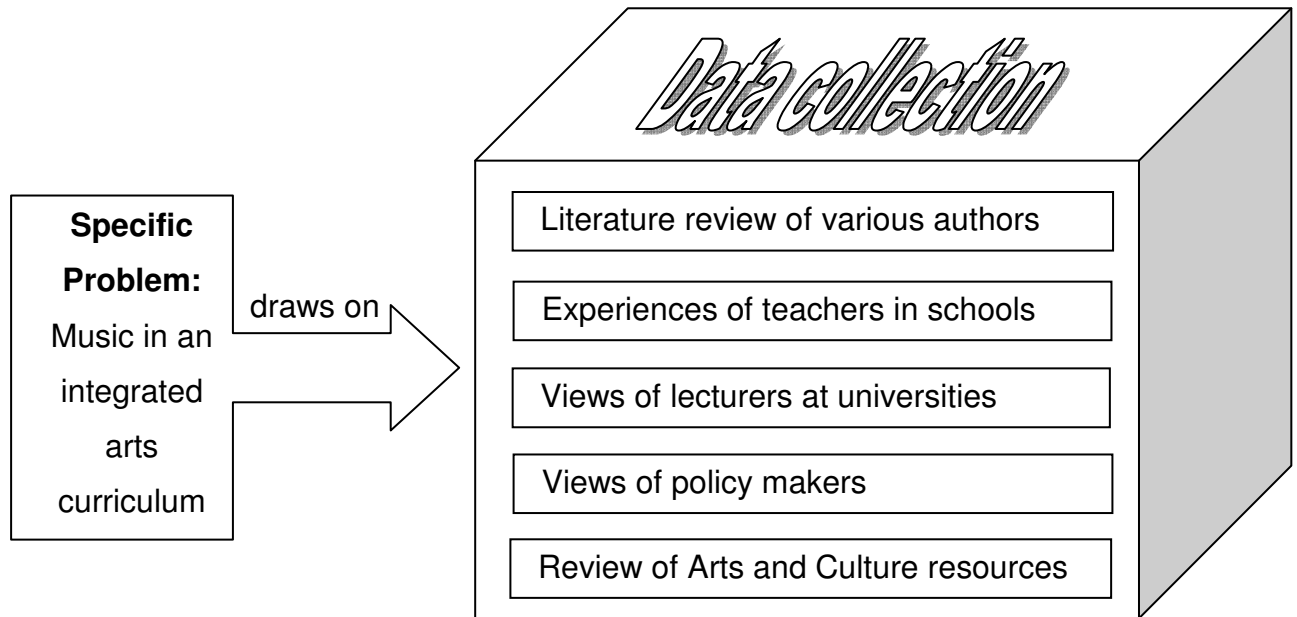 Data collection
Specific
Problem:
Music in an
integrated
arts
curriculum
draws on
Literature review of various authors
Experiences of teachers in schools
Views of lecturers at universities
Views of policy makers
Review of Arts and Culture resources